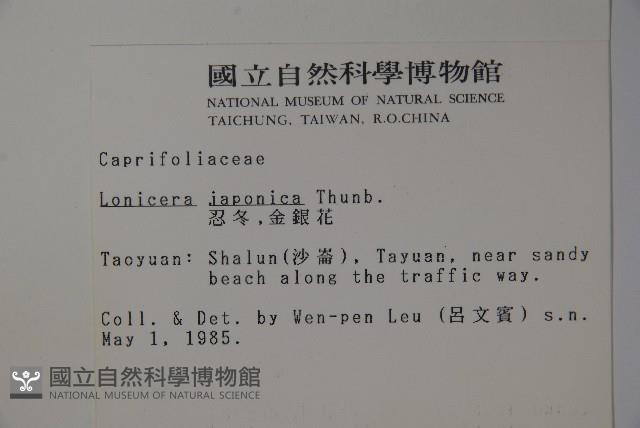 國立自然科學博物館
NATIONAL MUSEUM OF NATURAL SCIENCE
TAICHUNG, TAIWAN, R.O.CHINA
Caprifoliaceae
Lonicera japonica Thunb.
忍冬,金銀花
Taoyuan: Shalun(沙崙), Tayuan, near sandy
beach along the traffic way.
Coll. & Det. by Wen-pen Leu (呂文賓) s.n.
May 1, 1985.
國立自然科學博物館
NATIONAL MUSEUM OF NATURAL SCIENCE